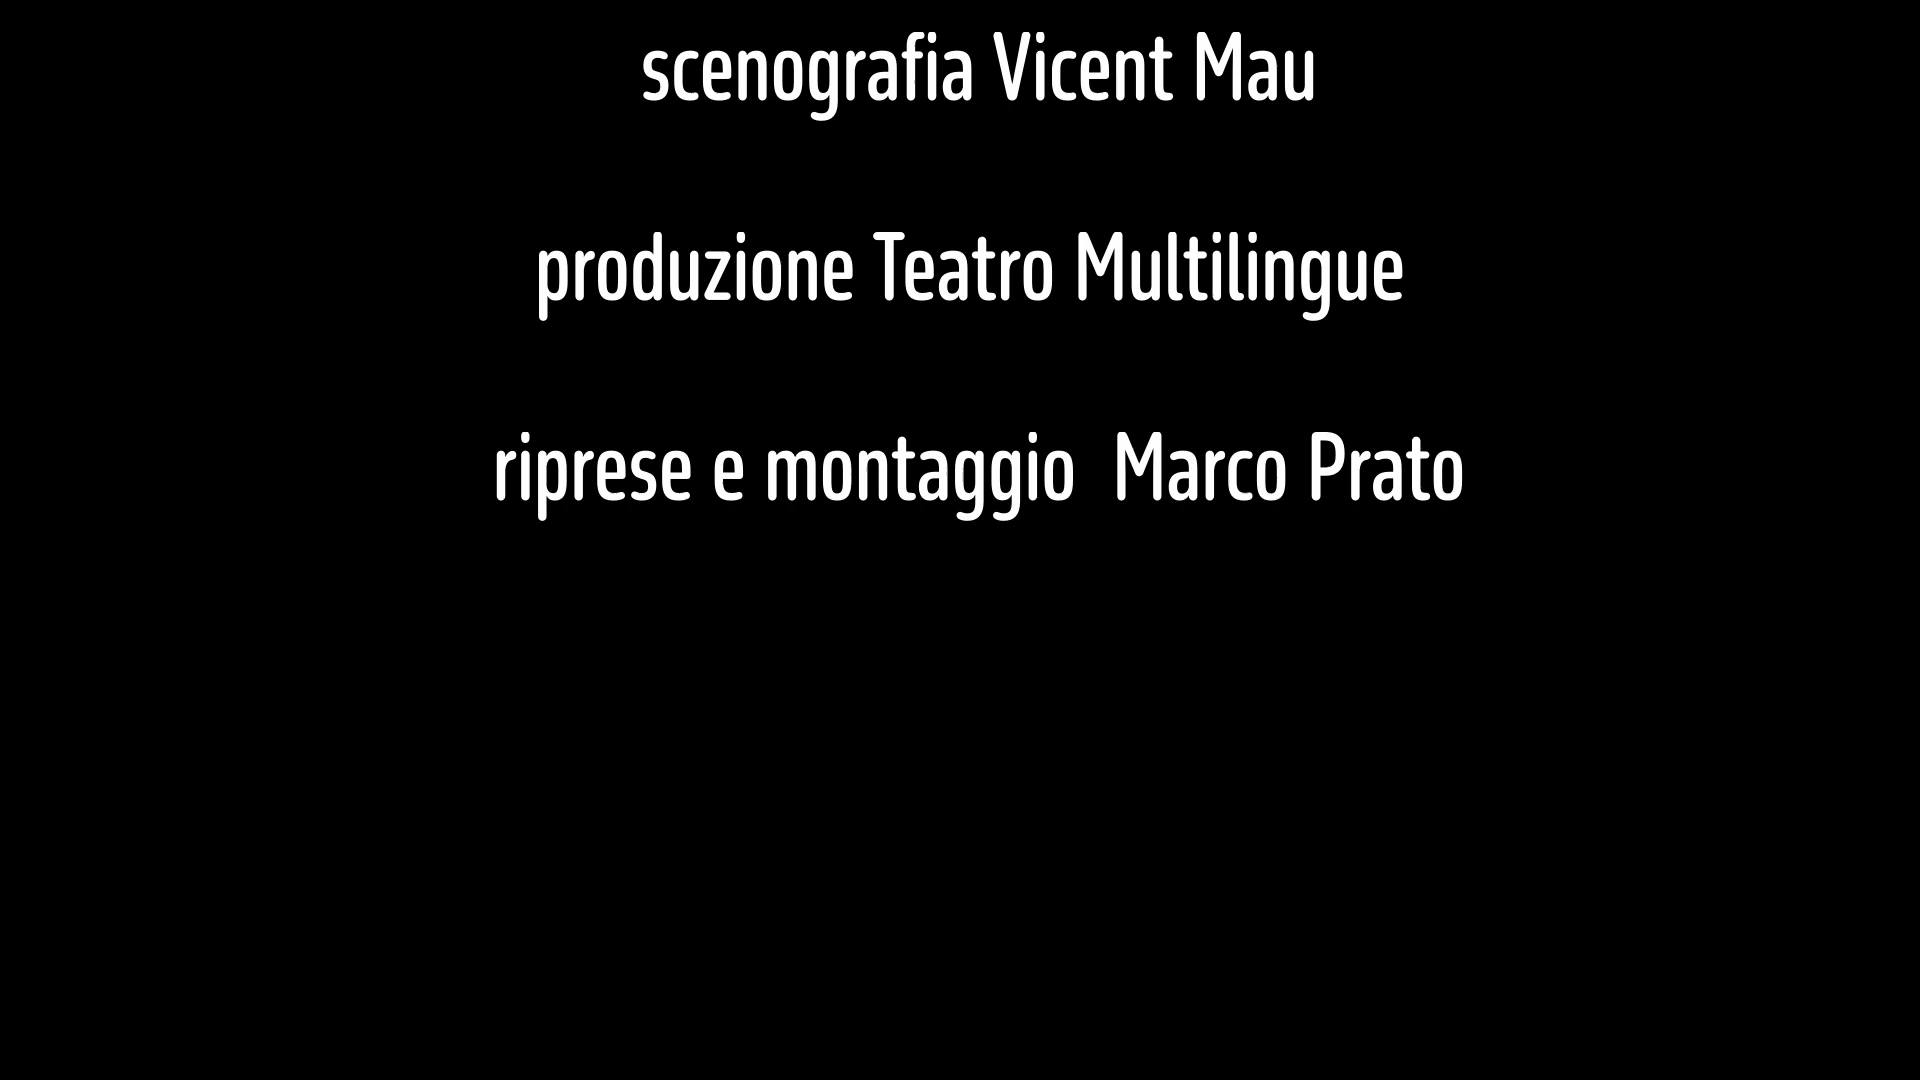 scenografia Vicent Mau
produzione Teatro Multilingue
riprese e montaggio  Marco Prato